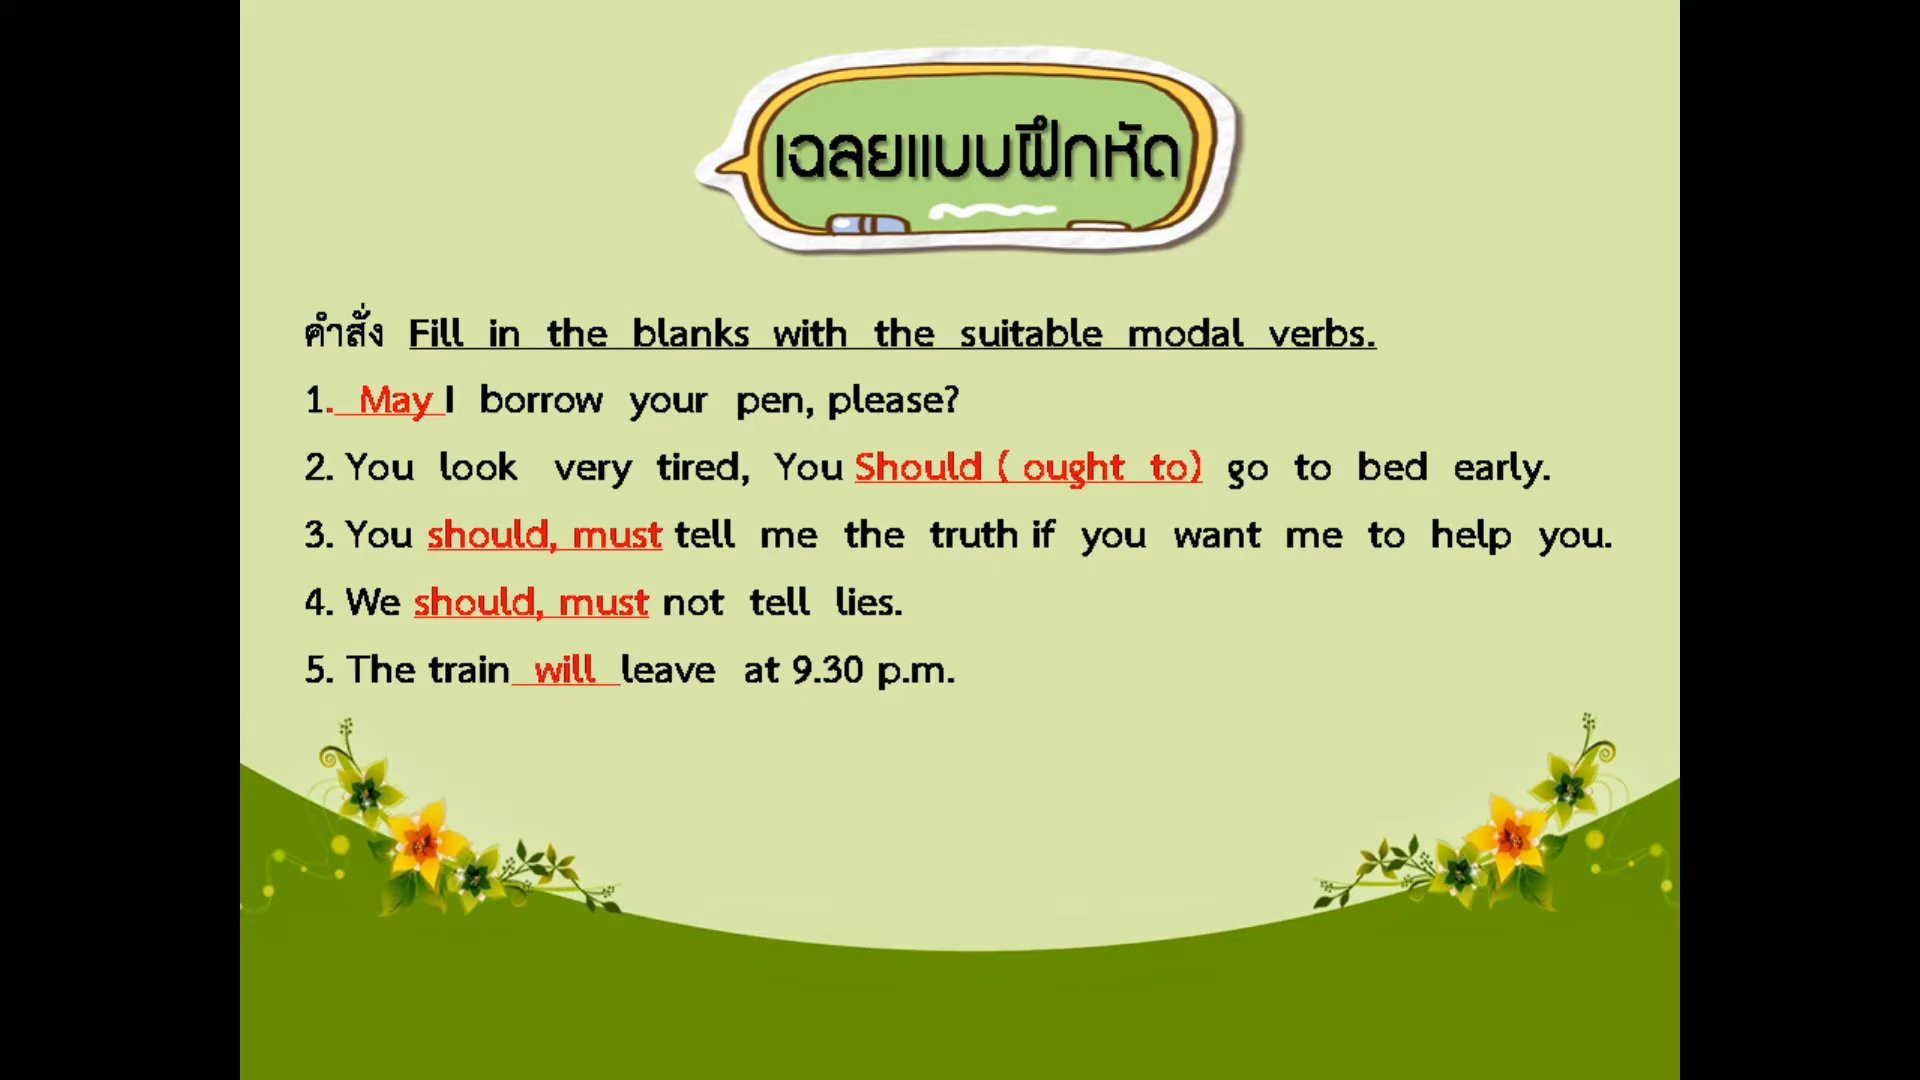 เฉลยแบบฝึกหัด
คำสั่ง Fill in the blanks with the suitable modal verbs.
1. May I borrow your pen, please?
2. You look very tired, You Should ( ought to) go to bed early.
3. You should, must tell me the truth if you want me to help you.
4. We should, must not tell lies.
5. The train will leave at 9.30 p.m.